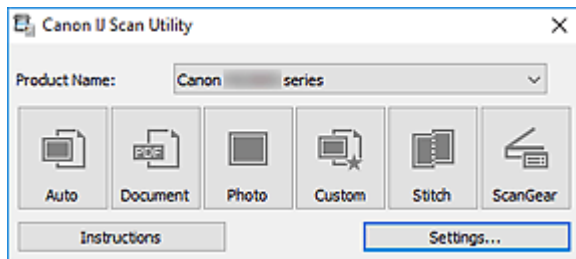 Canon IJ Scan Utility
Product Name: Canon series
PDF
Auto Document Photo Custom Stitch ScanGear
Instructions Settings...